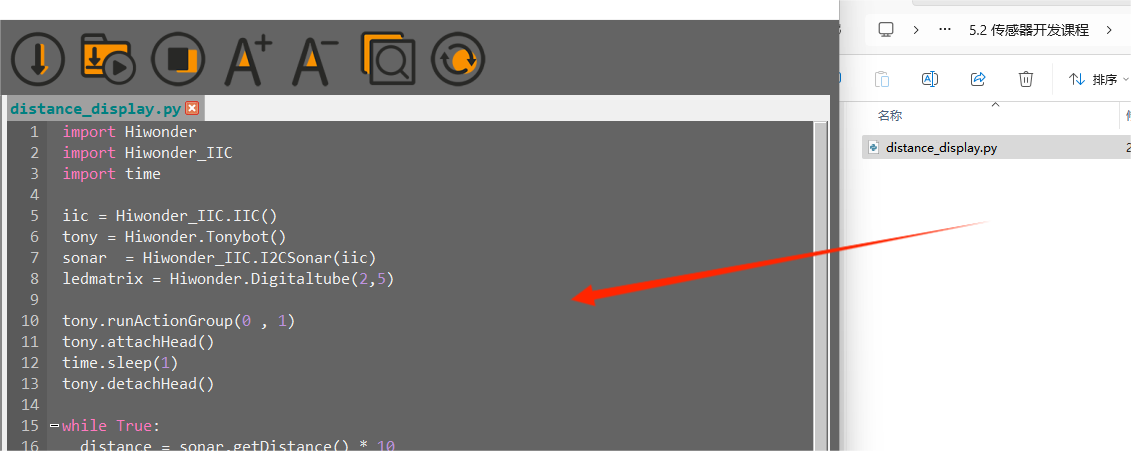 5.2 传感器开发课程
排序
名称
distance_display.py
distance_display.py
1 import Hiwonder
2 import Hiwonder_IIC
3 import time
4
5 iic = Hiwonder_IIC.IIC()
6 tony = Hiwonder.Tonybot()
7 sonar  = Hiwonder_IIC.I2CSonar(iic)
8 ledmatrix = Hiwonder.Digitaltube(2,5)
9
10 tony.runActionGroup(0 , 1)
11 tony.attachHead()
12 time.sleep(1)
13 tony.detachHead()
14
15 while True:
16   distance = sonar.getDistance() * 10